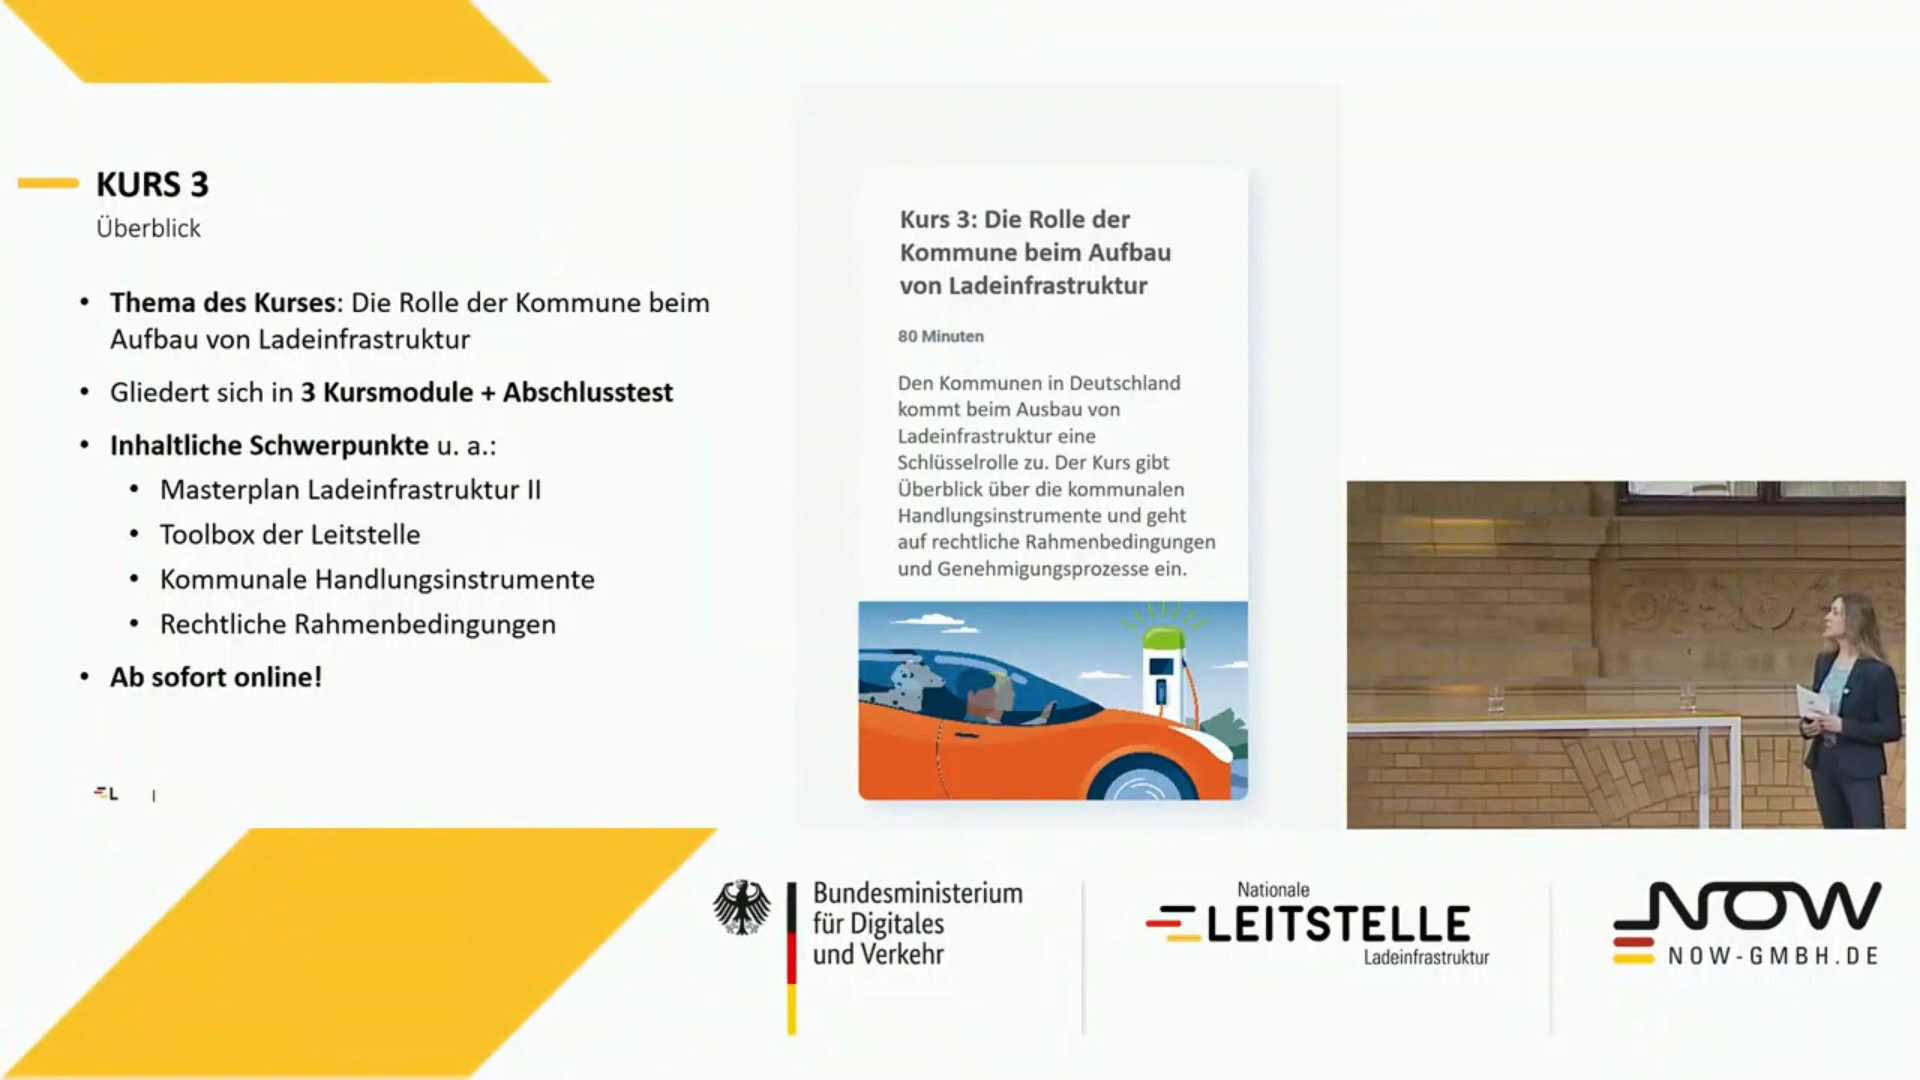 KURS 3
Überblick
• Thema des Kurses: Die Rolle der Kommune beim
Aufbau von Ladeinfrastruktur
• Gliedert sich in 3 Kursmodule + Abschlusstest
• Inhaltliche Schwerpunkte u. a.:
• Masterplan Ladeinfrastruktur II
• Toolbox der Leitstelle
• Kommunale Handlungsinstrumente
• Rechtliche Rahmenbedingungen
• Ab sofort online!
L |
Kurs 3: Die Rolle der
Kommune beim Aufbau
von Ladeinfrastruktur
80 Minuten
Den Kommunen in Deutschland
kommt beim Ausbau von
Ladeinfrastruktur eine
Schlüsselrolle zu. Der Kurs gibt
Überblick über die kommunalen
Handlungsinstrumente und geht
auf rechtliche Rahmenbedingungen
und Genehmigungsprozesse ein.
Bundesministerium
für Digitales
und Verkehr
Nationale
LEITSTELLE
Ladeinfrastruktur
NOW
NOW-GMBH.DE